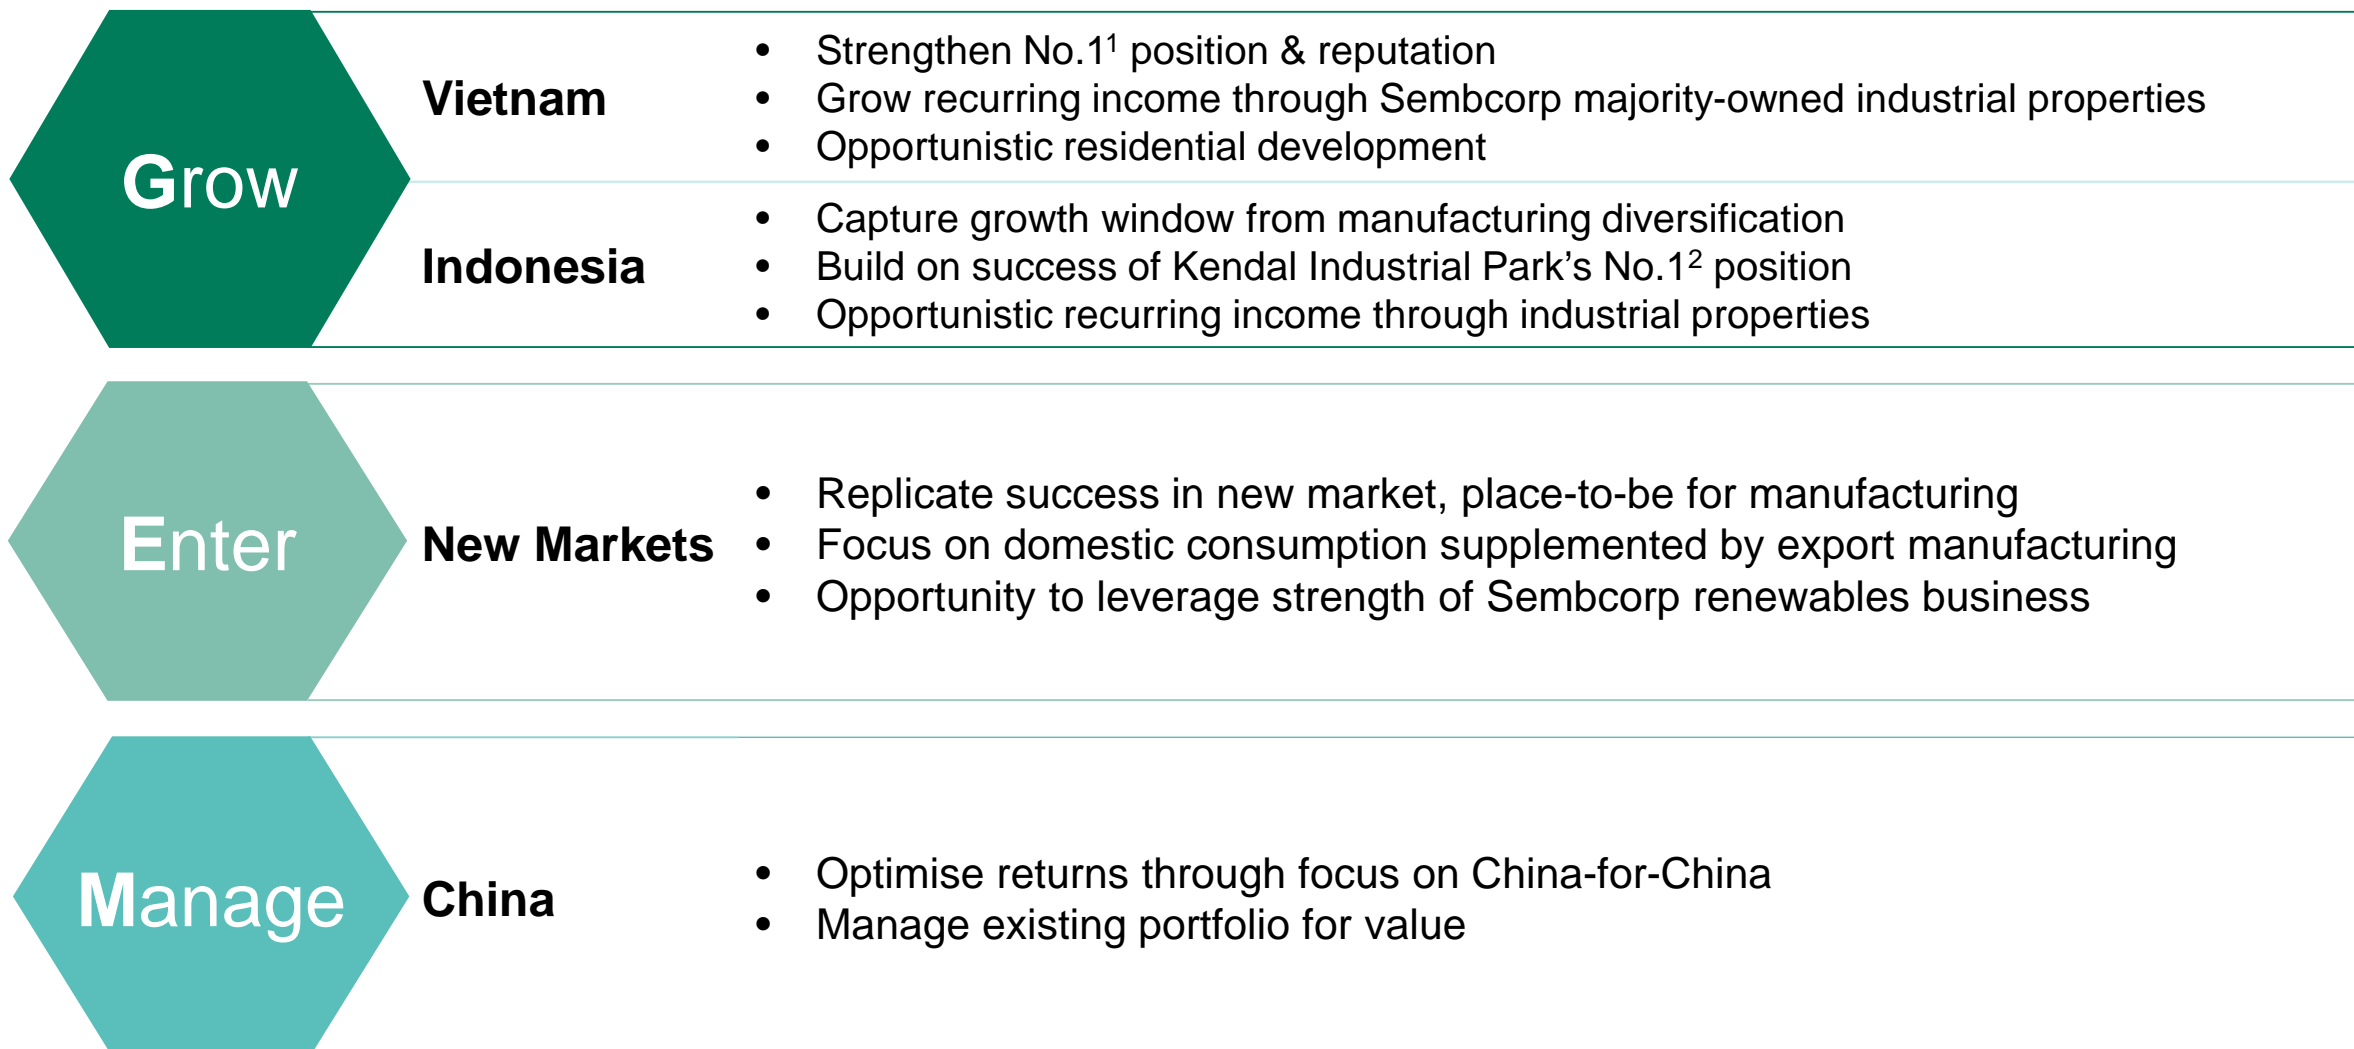 Grow
Vietnam
• Strengthen No.1¹ position & reputation
• Grow recurring income through Sembcorp majority-owned industrial properties
• Opportunistic residential development
Indonesia
• Capture growth window from manufacturing diversification
• Build on success of Kendal Industrial Park’s No.1² position
• Opportunistic recurring income through industrial properties
Enter
New Markets
• Replicate success in new market, place-to-be for manufacturing
• Focus on domestic consumption supplemented by export manufacturing
• Opportunity to leverage strength of Sembcorp renewables business
Manage
China
• Optimise returns through focus on China-for-China
• Manage existing portfolio for value